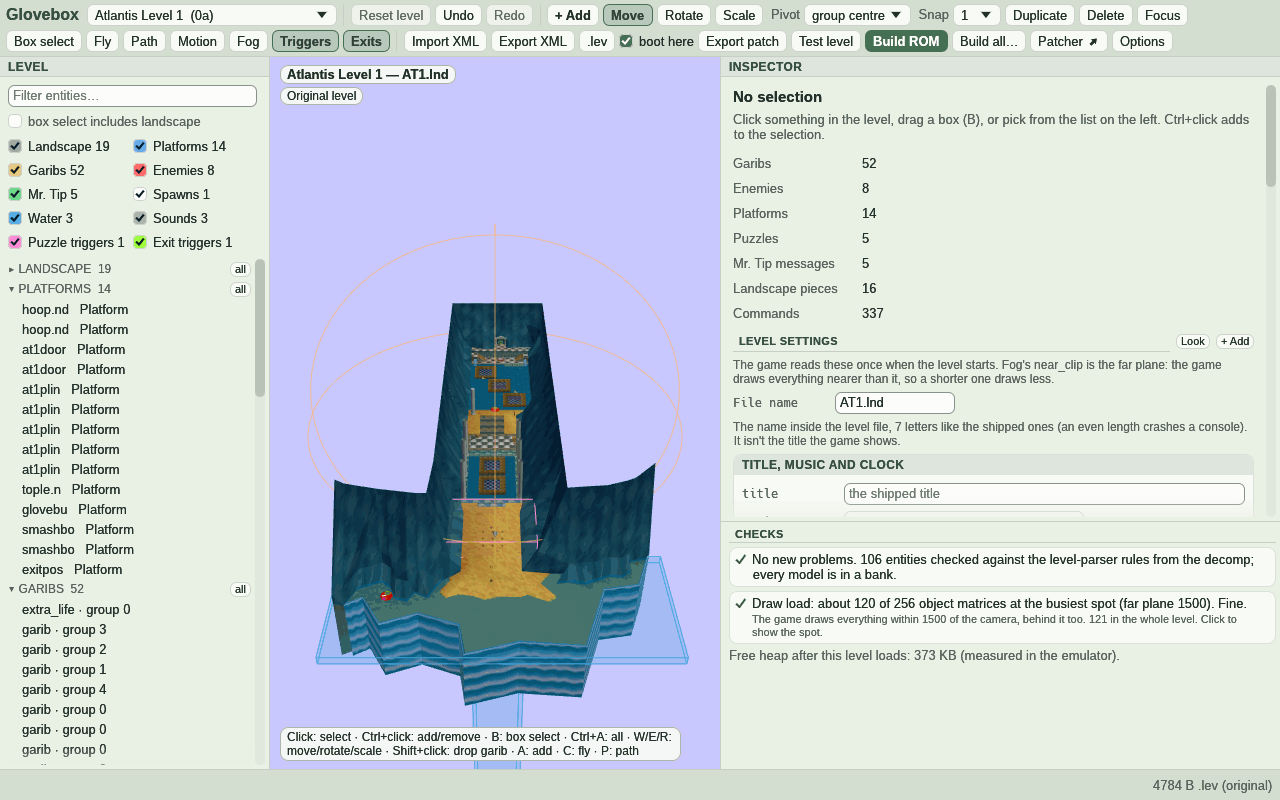 Glovebox
Atlantis Level 1  (0a)
Reset level
Undo
Redo
+ Add
Move
Rotate
Scale
Pivot
group centre
Snap
1
Duplicate
Delete
Focus
Box select
Fly
Path
Motion
Fog
Triggers
Exits
Import XML
Export XML
.lev
boot here
Export patch
Test level
Build ROM
Build all…
Patcher ⬈
Options
LEVEL
Filter entities…
box select includes landscape
Landscape 19
Platforms 14
Garibs 52
Enemies 8
Mr. Tip 5
Spawns 1
Water 3
Sounds 3
Puzzle triggers 1
Exit triggers 1
LANDSCAPE 19
all
PLATFORMS 14
all
hoop.nd Platform
hoop.nd Platform
at1door Platform
at1door Platform
at1plin Platform
at1plin Platform
at1plin Platform
at1plin Platform
at1plin Platform
tople.n Platform
glovebu Platform
smashbo Platform
smashbo Platform
exitpos Platform
GARIBS 52
all
extra_life · group 0
garib · group 3
garib · group 2
garib · group 1
garib · group 4
garib · group 0
garib · group 0
garib · group 0
Atlantis Level 1 — AT1.lnd
Original level
Click: select · Ctrl+click: add/remove · B: box select · Ctrl+A: all · W/E/R:
move/rotate/scale · Shift+click: drop garib · A: add · C: fly · P: path
INSPECTOR
No selection
Click something in the level, drag a box (B), or pick from the list on the left. Ctrl+click adds
to the selection.
Garibs 52
Enemies 8
Platforms 14
Puzzles 5
Mr. Tip messages 5
Landscape pieces 16
Commands 337
LEVEL SETTINGS
Look
+ Add
The game reads these once when the level starts. Fog's near_clip is the far plane: the game
draws everything nearer than it, so a shorter one draws less.
File name
AT1.lnd
The name inside the level file, 7 letters like the shipped ones (an even length crashes a console).
It isn't the title the game shows.
TITLE, MUSIC AND CLOCK
title
the shipped title
CHECKS
No new problems. 106 entities checked against the level-parser rules from the decomp;
every model is in a bank.
Draw load: about 120 of 256 object matrices at the busiest spot (far plane 1500). Fine.
The game draws everything within 1500 of the camera, behind it too. 121 in the whole level. Click to
show the spot.
Free heap after this level loads: 373 KB (measured in the emulator).
4784 B .lev (original)